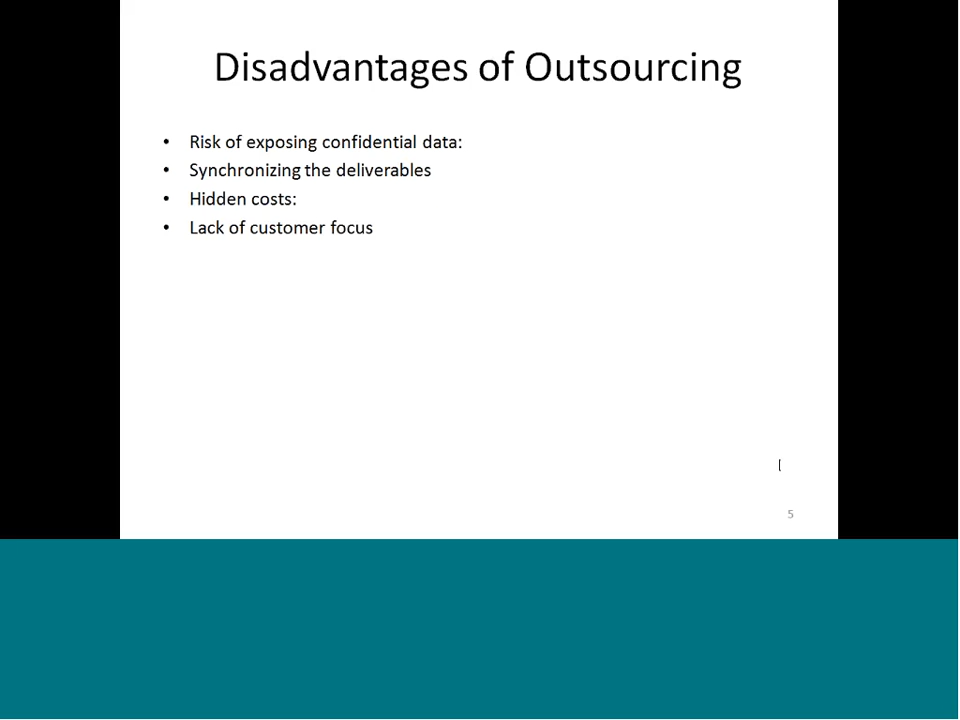 Disadvantages of Outsourcing
• Risk of exposing confidential data:
• Synchronizing the deliverables
• Hidden costs:
• Lack of customer focus
5